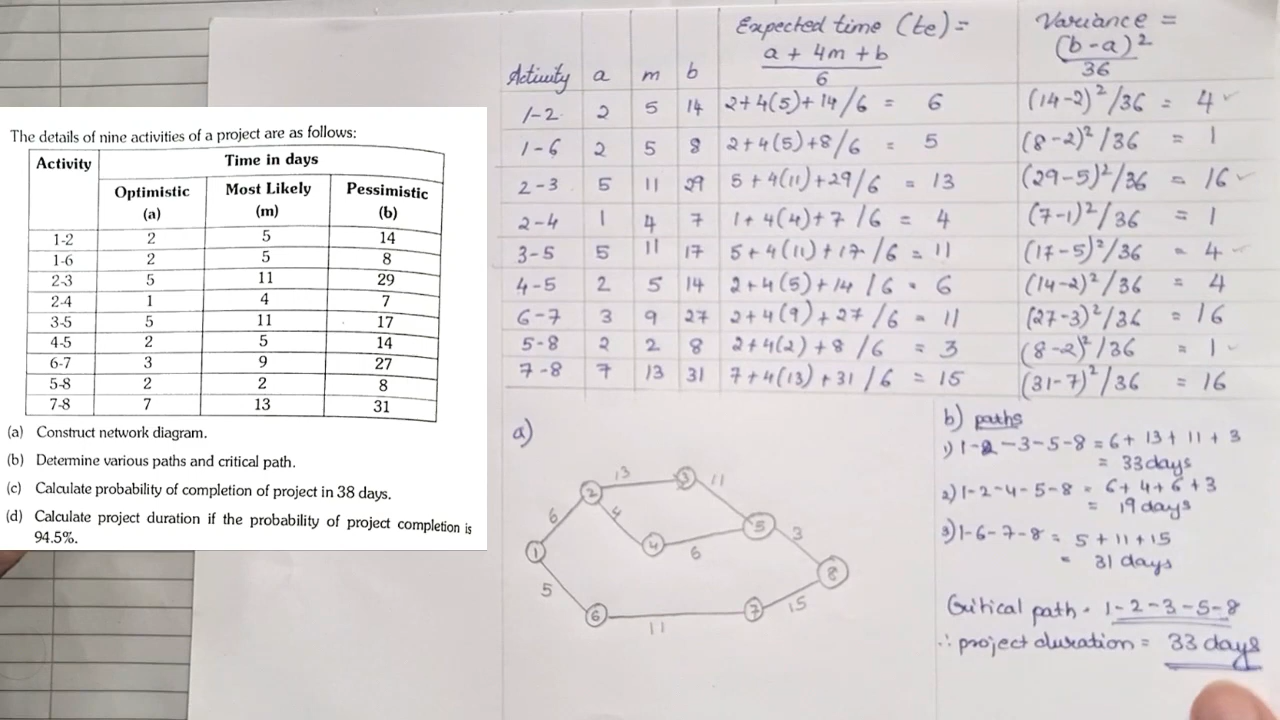 The details of nine activities of a project are as follows:
Activity Time in days
Optimistic (a) Most Likely (m) Pessimistic (b)
1-2 2 5 14
1-6 2 5 8
2-3 5 11 29
2-4 1 4 7
3-5 5 11 17
4-5 2 5 14
6-7 3 9 27
5-8 2 2 8
7-8 7 13 31
(a) Construct network diagram.
(b) Determine various paths and critical path.
(c) Calculate probability of completion of project in 38 days.
(d) Calculate project duration if the probability of project completion is
94.5%.
Activity a m b Expected time (te) = a + 4m + b / 6 Variance = (b-a)² / 36
1-2 2 5 14 2+4(5)+14/6 = 6 (14-2)²/36 = 4 ✓
1-6 2 5 8 2+4(5)+8/6 = 5 (8-2)²/36 = 1
2-3 5 11 29 5+4(11)+29/6 = 13 (29-5)²/36 = 16 ✓
2-4 1 4 7 1+4(4)+7/6 = 4 (7-1)²/36 = 1
3-5 5 11 17 5+4(11)+17/6 = 11 (17-5)²/36 = 4 ✓
4-5 2 5 14 2+4(5)+14/6 = 6 (14-2)²/36 = 4
6-7 3 9 27 2+4(9)+27/6 = 11 (27-3)²/36 = 16
5-8 2 2 8 2+4(2)+8/6 = 3 (8-2)²/36 = 1 ✓
7-8 7 13 31 7+4(13)+31/6 = 15 (31-7)²/36 = 16
a)
13
2 3 11
6 4
5 3
1 4 6
8
5
6 7 15
11
b) paths
1) 1-2-3-5-8 = 6+13+11+3
= 33 days
2) 1-2-4-5-8 = 6+4+6+3
= 19 days
3) 1-6-7-8 = 5+11+15
= 31 days
Critical path = 1-2-3-5-8
∴ project duration = 33 days